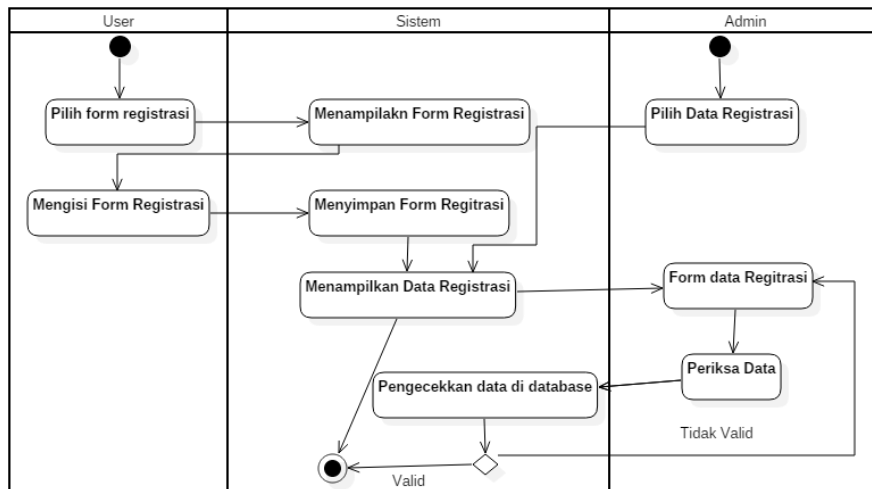 User
Sistem
Admin
Pilih form registrasi
Menampilakn Form Registrasi
Pilih Data Registrasi
Mengisi Form Registrasi
Menyimpan Form Regitrasi
Menampilkan Data Registrasi
Form data Regitrasi
Periksa Data
Pengecekkan data di database
Tidak Valid
Valid